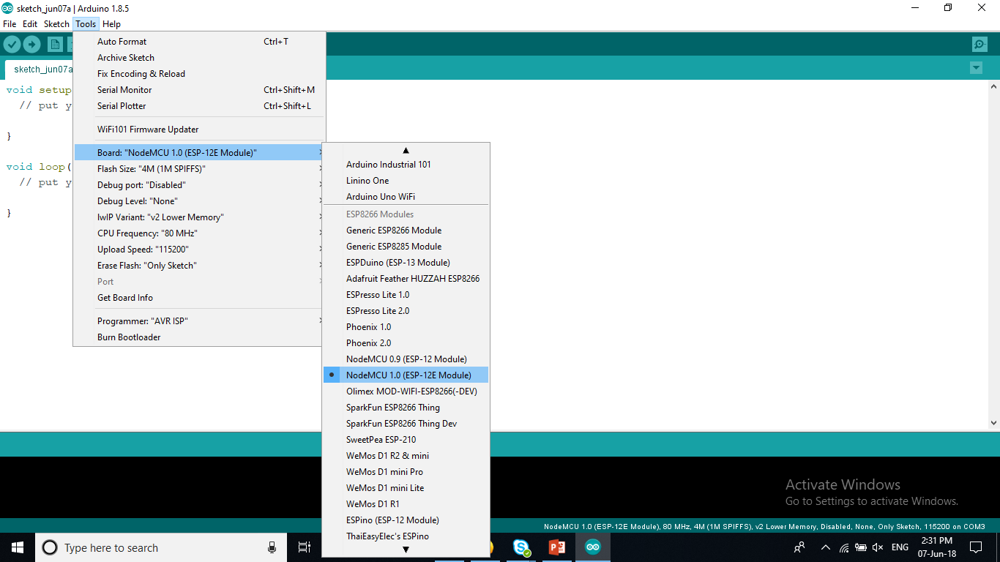 sketch_jun07a | Arduino 1.8.5
File Edit Sketch Tools Help
sketch_jun07a
void setup
// put y
}
void loop(
// put y
}
Auto Format Ctrl+T
Archive Sketch
Fix Encoding & Reload
Serial Monitor Ctrl+Shift+M
Serial Plotter Ctrl+Shift+L
WiFi101 Firmware Updater
Board: "NodeMCU 1.0 (ESP-12E Module)"
Flash Size: "4M (1M SPIFFS)"
Debug port: "Disabled"
Debug Level: "None"
lwIP Variant: "v2 Lower Memory"
CPU Frequency: "80 MHz"
Upload Speed: "115200"
Erase Flash: "Only Sketch"
Port
Get Board Info
Programmer: "AVR ISP"
Burn Bootloader
Arduino Industrial 101
Linino One
Arduino Uno WiFi
ESP8266 Modules
Generic ESP8266 Module
Generic ESP8285 Module
ESPDuino (ESP-13 Module)
Adafruit Feather HUZZAH ESP8266
ESPresso Lite 1.0
ESPresso Lite 2.0
Phoenix 1.0
Phoenix 2.0
NodeMCU 0.9 (ESP-12 Module)
NodeMCU 1.0 (ESP-12E Module)
Olimex MOD-WIFI-ESP8266(-DEV)
SparkFun ESP8266 Thing
SparkFun ESP8266 Thing Dev
SweetPea ESP-210
WeMos D1 R2 & mini
WeMos D1 mini Pro
WeMos D1 mini Lite
WeMos D1 R1
ESPino (ESP-12 Module)
ThaiEasyElec's ESPino
Activate Windows
Go to Settings to activate Windows.
NodeMCU 1.0 (ESP-12E Module), 80 MHz, 4M (1M SPIFFS), v2 Lower Memory, Disabled, None, Only Sketch, 115200 on COM3
Type here to search
ENG
2:31 PM
07-Jun-18